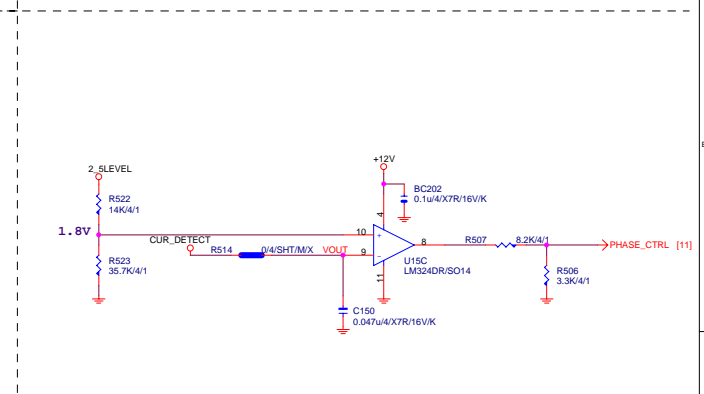 2_5LEVEL
R522
14K/4/1
1.8V
R523
35.7K/4/1
CUR_DETECT
R514
0/4/SHT/M/X
VOUT
C150
0.047u/4/X7R/16V/K
+12V
BC202
0.1u/4/X7R/16V/K
4
10
+
9
-
8
11
U15C
LM324DR/SO14
R507
8.2K/4/1
PHASE_CTRL [11]
R506
3.3K/4/1